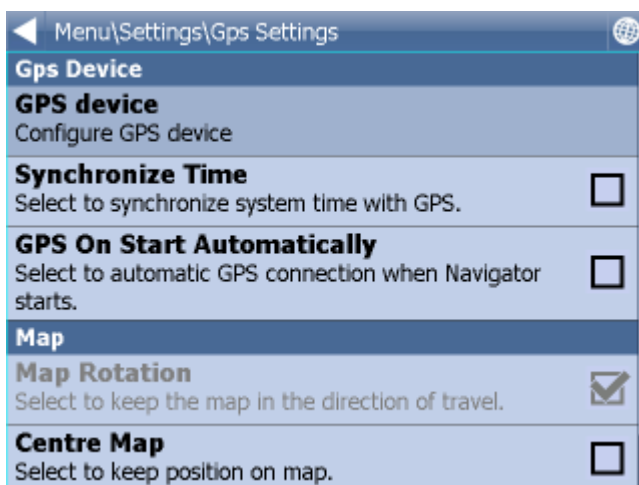 Menu\Settings\Gps Settings
Gps Device
GPS device
Configure GPS device
Synchronize Time
Select to synchronize system time with GPS.
GPS On Start Automatically
Select to automatic GPS connection when Navigator
starts.
Map
Map Rotation
Select to keep the map in the direction of travel.
Centre Map
Select to keep position on map.